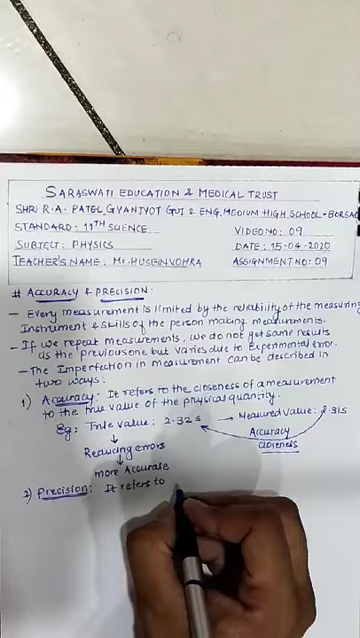 SARASWATI EDUCATION & MEDICAL TRUST
SHRI R.A. PATEL GYANJYOT GUJ & ENG. MEDIUM HIGH SCHOOL - BORSAD
STANDARD: 11TH SCIENCE VIDEO NO: 09
SUBJECT: PHYSICS DATE: 15-04-2020
TEACHER'S NAME: Mr. HUSEIN VOHRA ASSIGNMENT NO: 09
# ACCURACY & PRECISION:
- Every measurement is limited by the reliability of the measuring
Instrument & skills of the person making measurements.
- If we repeat measurements, we do not get same results
as the previous one but varies due to experimental error.
- The Imperfection in measurement can be described in
two ways:
1) Accuracy: It refers to the closeness of a measurement
to the true value of the physical quantity.
Eg: True value: 2.32 s → Measured value: 2.31 s
↓ Accuracy
Reducing errors closeness
↓
more Accurate
2) Precision: It refers to